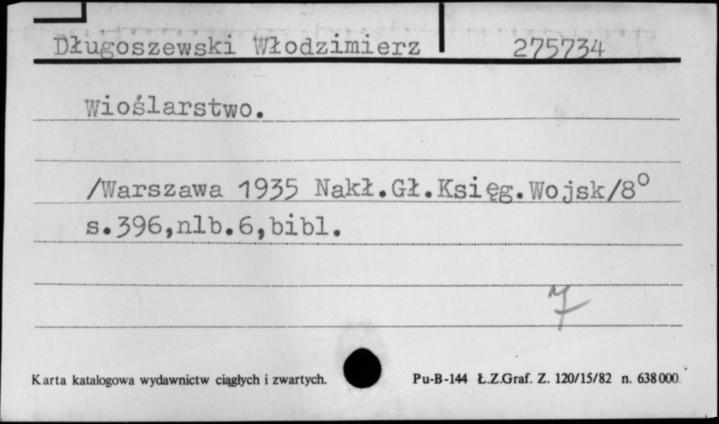 Długoszewski Włodzimierz 275734
Wioślarstwo.
/Warszawa 1935 Nakł.Gł.Księg.Wojsk/8°
s.396,nlb.6,bibl.
7
Karta katalogowa wydawnictw ciągłych i zwartych. Pu-B-144 Ł.Z.Graf. Z. 120/15/82 n. 638000.